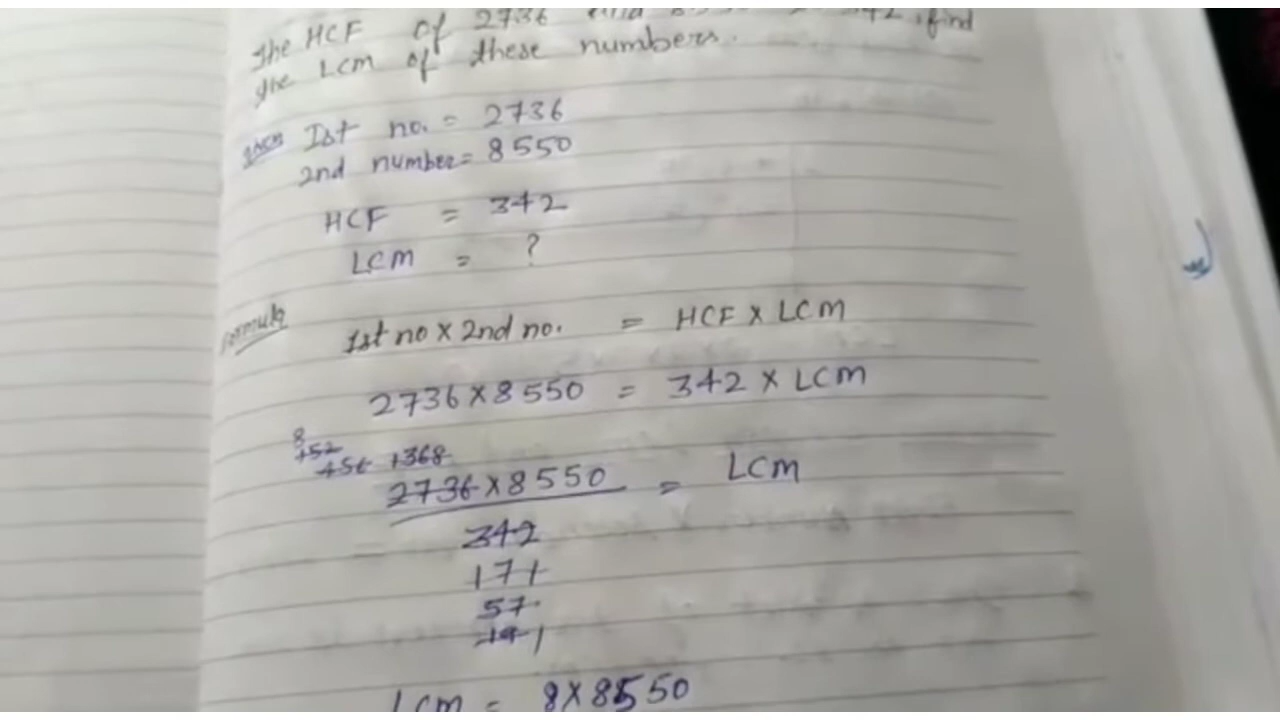 The HCF of 2736 find
the LCM of these numbers.
given Ist no. = 2736
2nd number = 8550
HCF = 342
LCM = ?
Formula 1st no x 2nd no. = HCF x LCM
2736 x 8550 = 342 x LCM
8
152
456 1368
2736 x 8550 = LCM
342
171
57
19 1
LCM = 8 x 8550